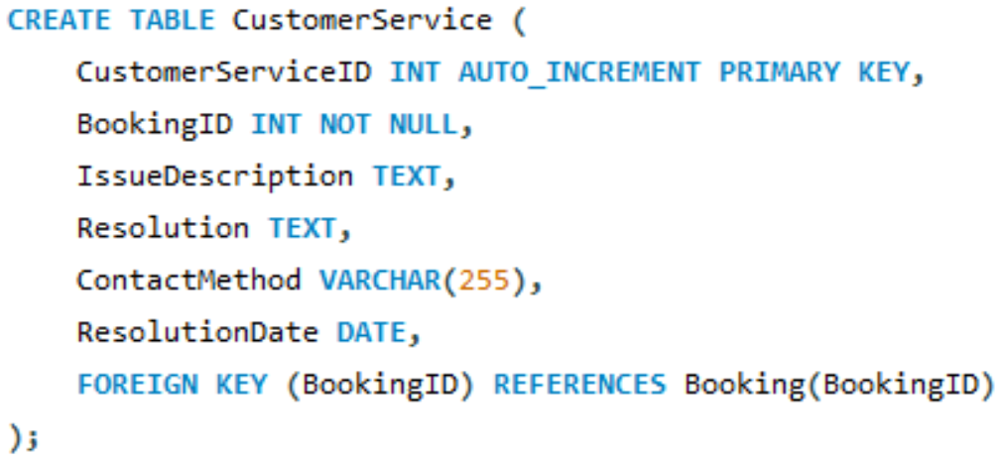 CREATE TABLE CustomerService (
CustomerServiceID INT AUTO_INCREMENT PRIMARY KEY,
BookingID INT NOT NULL,
IssueDescription TEXT,
Resolution TEXT,
ContactMethod VARCHAR(255),
ResolutionDate DATE,
FOREIGN KEY (BookingID) REFERENCES Booking(BookingID)
);